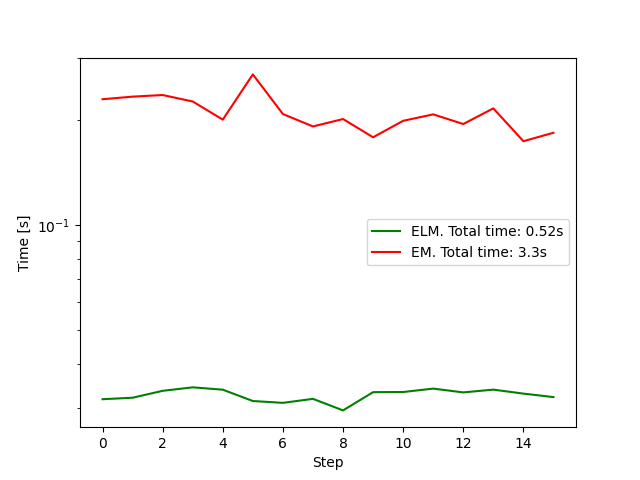 Time [s]
10⁻¹
ELM. Total time: 0.52s
EM. Total time: 3.3s
0 2 4 6 8 10 12 14
Step